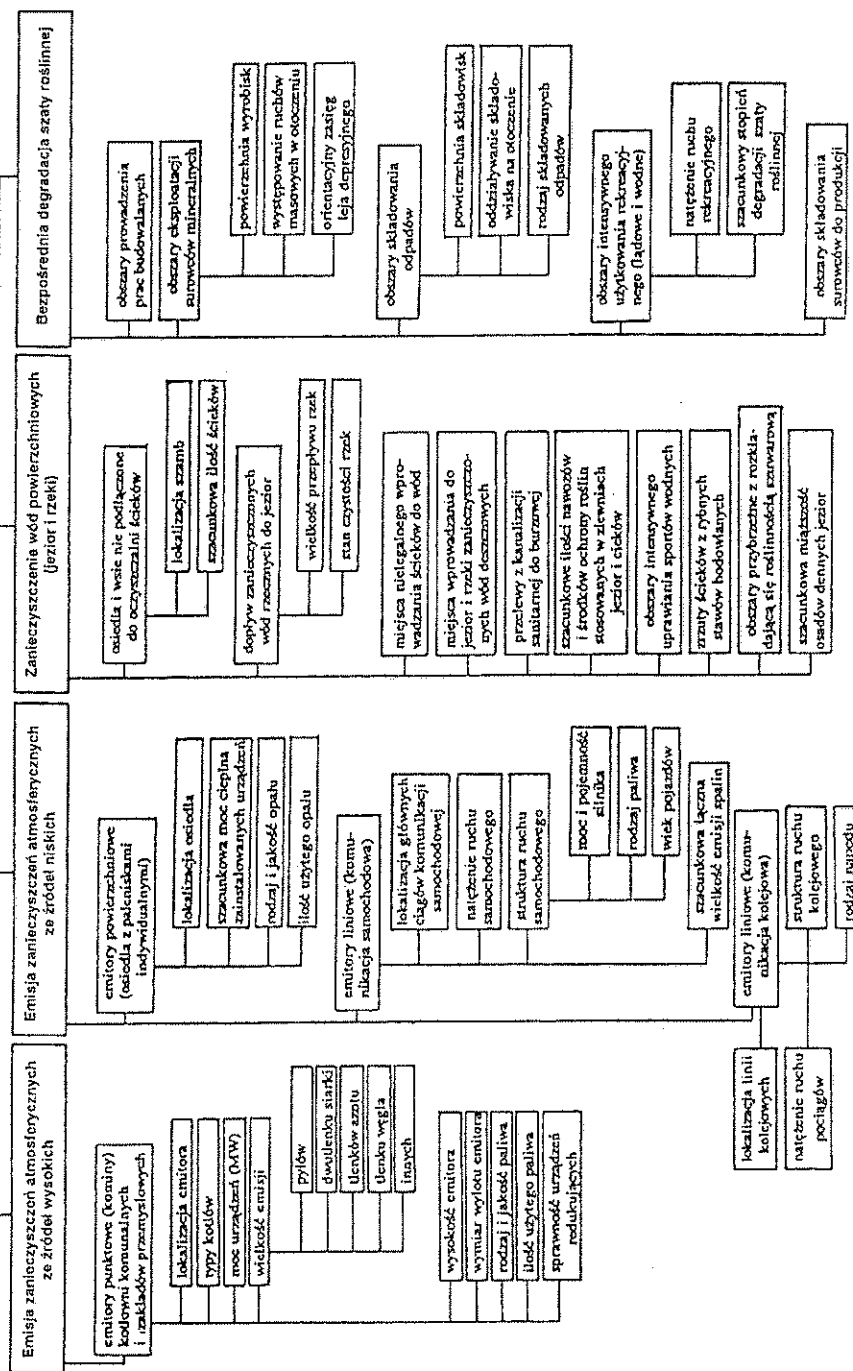 Emisja zanieczyszczeń atmosferycznych
ze źródeł wysokich
emitory punktowe (kominy)
kotłowni komunalnych
i zakładów przemysłowych
lokalizacja emitora
typy kotłów
moc urządzeń (MW)
wielkość emisji
pyłów
dwutlenku siarki
tlenków azotu
tlenku węgla
innych
wysokość emitora
wymiar wylotu emitora
rodzaj i jakość paliwa
ilość użytego paliwa
sprawność urządzeń
redukujących
Emisja zanieczyszczeń atmosferycznych
ze źródeł niskich
emitory powierzchniowe
(osiedla z paleniskami
indywidualnymi)
lokalizacja osiedla
szacunkowa moc cieplna
zainstalowanych urządzeń
rodzaj i jakość opału
ilość użytego opału
emitory liniowe (komu-
nikacja samochodowa)
lokalizacja głównych
ciągów komunikacji
samochodowej
natężenie ruchu
samochodowego
struktura ruchu
samochodowego
moc i pojemność
silnika
rodzaj paliwa
wiek pojazdów
szacunkowa łączna
wielkość emisji spalin
emitory liniowe (komu-
nikacja kolejowa)
lokalizacja linii
kolejowych
natężenie ruchu
pociągów
struktura ruchu
kolejowego
rodzaj napędu
Zanieczyszczenia wód powierzchniowych
(jezior i rzeki)
osiedla i wsie nie podłączone
do oczyszczalni ścieków
lokalizacja szamb
szacunkowa ilość ścieków
dopływ zanieczyszczonych
wód rzecznych do jezior
wielkość przepływu rzek
stan czystości rzek
miejsca nielegalnego wpro-
wadzania ścieków do wód
miejsca wprowadzania do
jezior i rzeki zanieczyszczo-
nych wód deszczowych
przelewy z kanalizacji
sanitarnej do burzowej
szacunkowe ilości nawozów
i środków ochrony roślin
stosowanych w zlewniach
jezior i cieków
obszary intensywnego
uprawiania sportów wodnych
zrzuty ścieków z rybnych
stawów hodowlanych
obszary przybrzeżne z rozkła-
dającą się roślinnością szuwarową
szacunkowa miąższość
osadów dennych jezior
Bezpośrednia degradacja szaty roślinnej
obszary prowadzenia
prac budowalanych
obszary eksploatacji
surowców mineralnych
powierzchnia wyrobisk
występowanie ruchów
masowych w otoczeniu
orientacyjny zasięg
leja depresyjnego
obszary składowania
odpadów
powierzchnia składowisk
oddziaływanie składo-
wiska na otoczenie
rodzaj składowanych
odpadów
obszary intensywnego
użytkowania rekreacyj-
nego (lądowe i wodne)
natężenie ruchu
rekreacyjnego
szacunkowy stopień
degradacji szaty
roślinnej
obszary składowania
surowców do produkcji